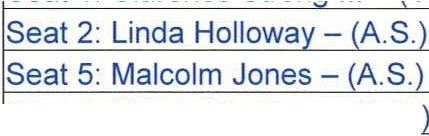 Seat 2: Linda Holloway – (A.S.)
Seat 5: Malcolm Jones – (A.S.)
)